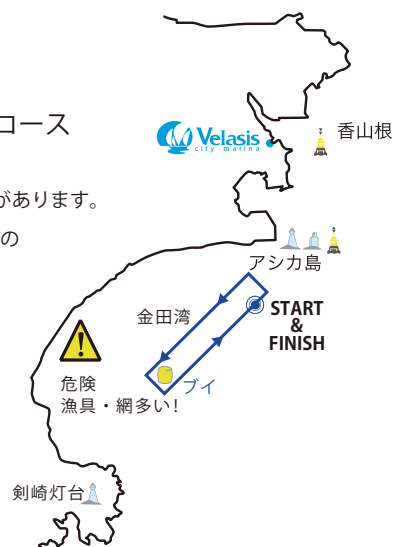 コース
があります。
の
Velasis
city marina
香山根
アシカ島
金田湾
START
&
FINISH
ブイ
危険
漁具・網多い!
剣崎灯台